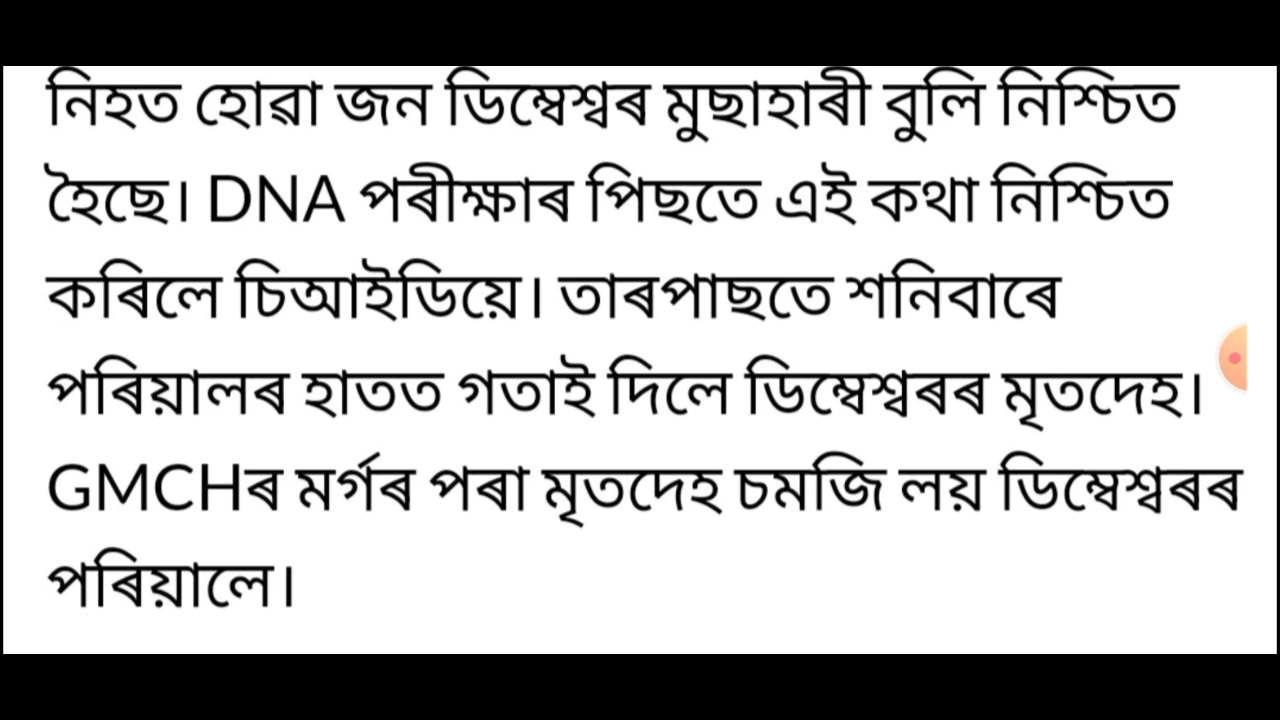 নিহত হোৱা জন ডিম্বেশ্বৰ মুছাহাৰী বুলি নিশ্চিত
হৈছে। DNA পৰীক্ষাৰ পিছতে এই কথা নিশ্চিত
কৰিলে চিআইডিয়ে। তাৰপাছতে শনিবাৰে
পৰিয়ালৰ হাতত গতাই দিলে ডিম্বেশ্বৰৰ মৃতদেহ।
GMCHৰ মৰ্গৰ পৰা মৃতদেহ চমজি লয় ডিম্বেশ্বৰৰ
পৰিয়ালে।